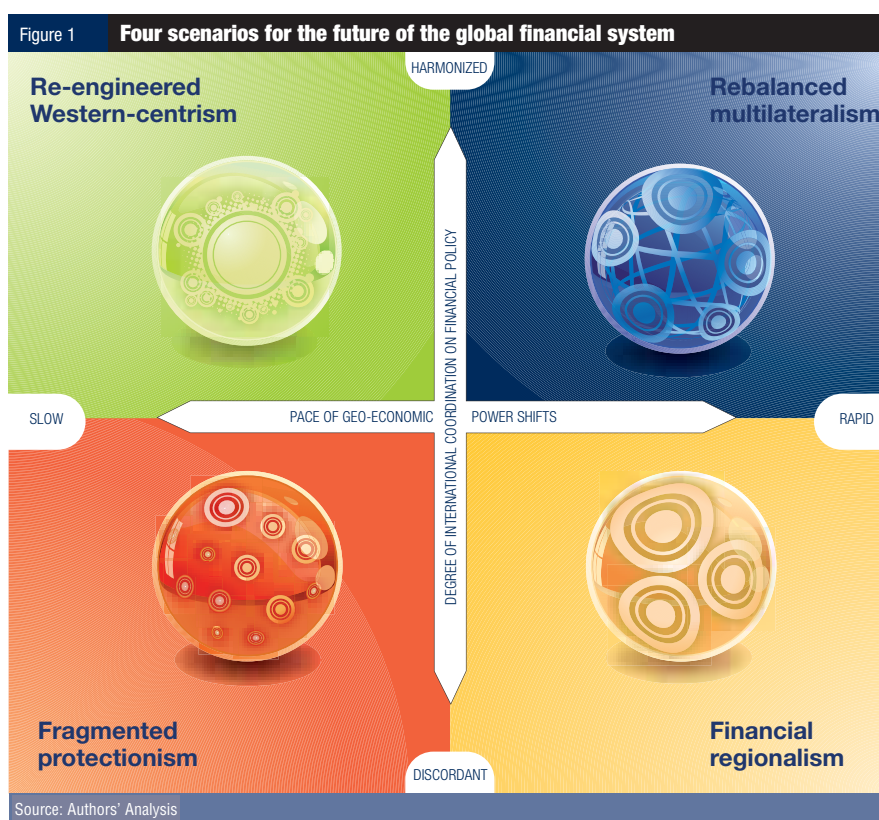 Figure 1
Four scenarios for the future of the global financial system
HARMONIZED
Re-engineered
Western-centrism
Rebalanced
multilateralism
DEGREE OF INTERNATIONAL COORDINATION ON FINANCIAL POLICY
SLOW
PACE OF GEO-ECONOMIC POWER SHIFTS
RAPID
Fragmented
protectionism
Financial
regionalism
DISCORDANT
Source: Authors' Analysis